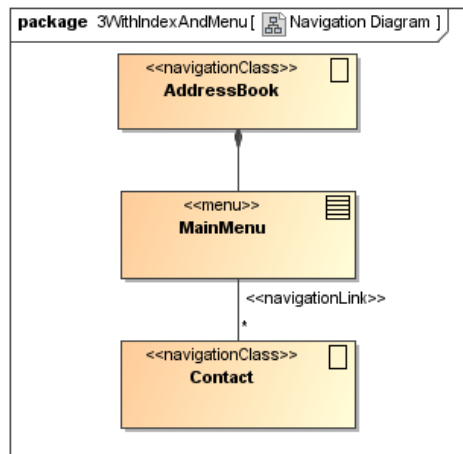 package 3WithIndexAndMenu [ Navigation Diagram ]
<<navigationClass>>
AddressBook
<<menu>>
MainMenu
<<navigationLink>>
*
<<navigationClass>>
Contact